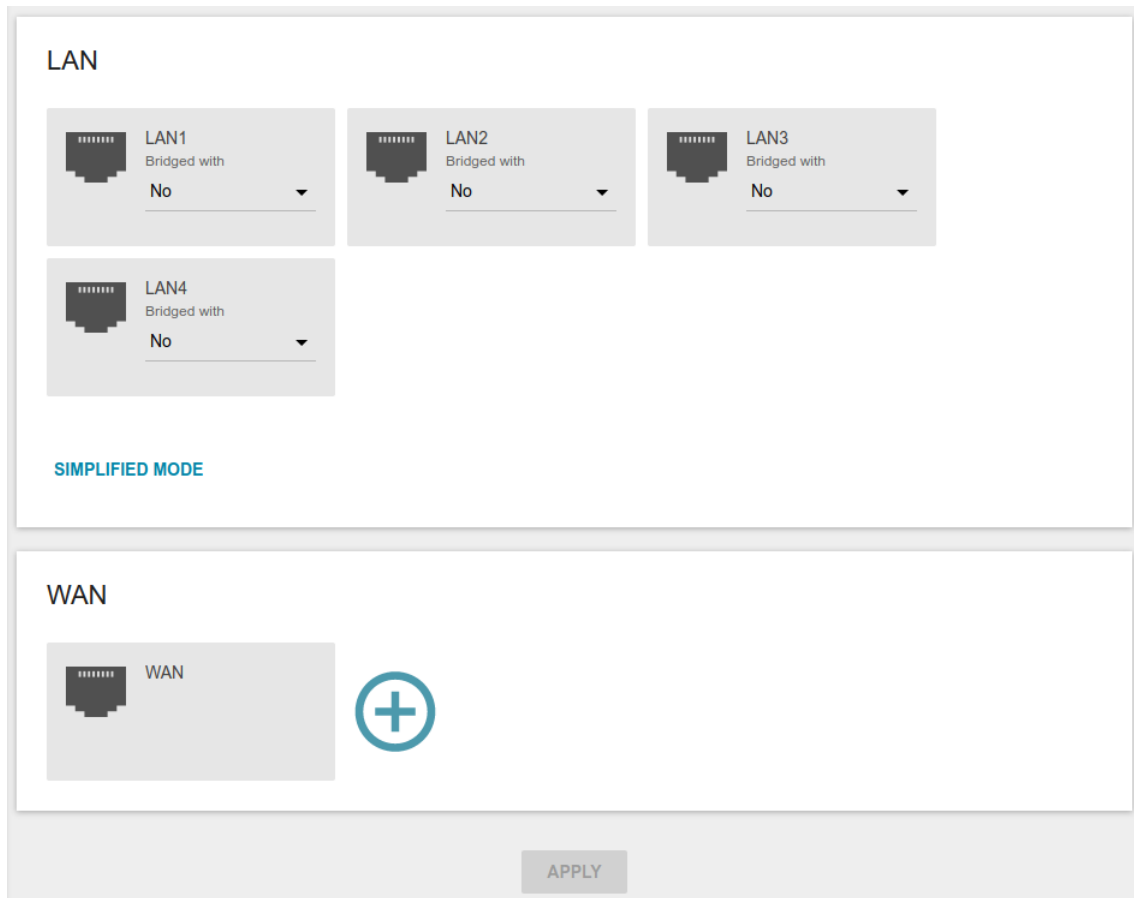 LAN
LAN1
Bridged with
No
LAN2
Bridged with
No
LAN3
Bridged with
No
LAN4
Bridged with
No
SIMPLIFIED MODE
WAN
WAN
APPLY